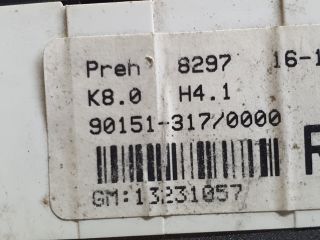 Preh 8297 16-1
K8.0 H4.1
90151-317/0000
GM:13231057